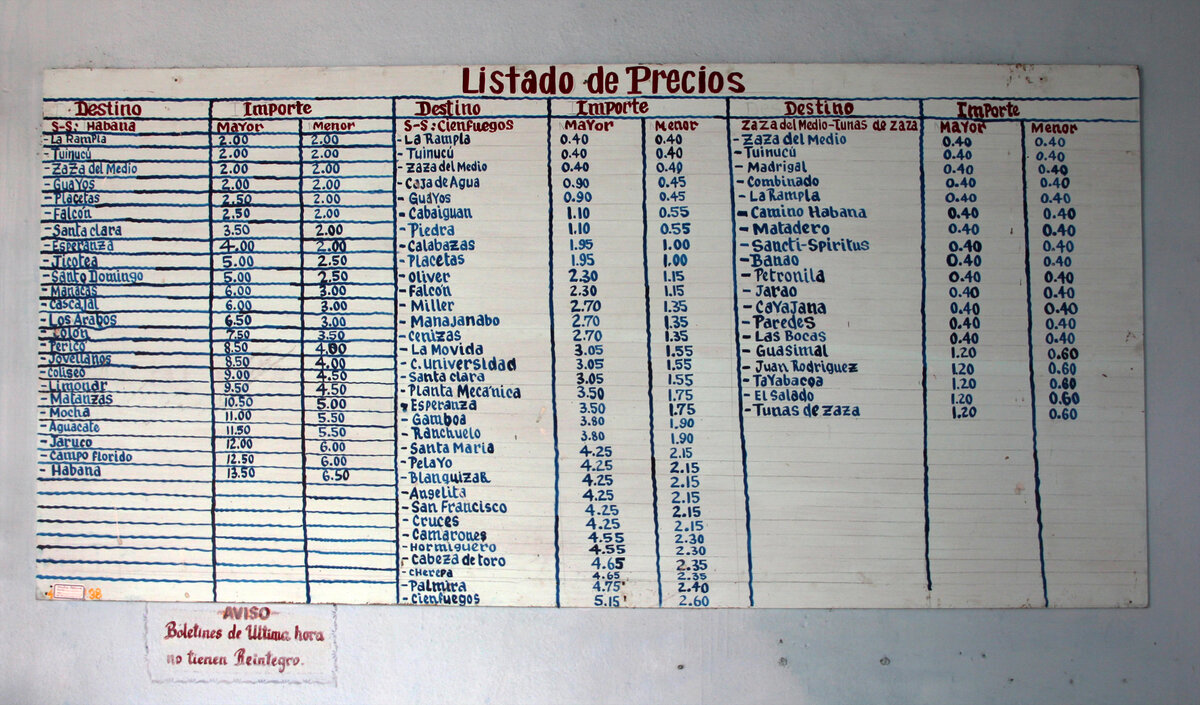 Listado de Precios
Destino Importe
S-S: Habana Mayor Menor
- La Rampla 2.00 2.00
- Tuinucú 2.00 2.00
- Zaza del Medio 2.00 2.00
- Guayos 2.00 2.00
- Placetas 2.50 2.00
- Falcón 2.50 2.00
- Santa clara 3.50 2.00
- Esperanza 4.00 2.00
- Jicotea 5.00 2.50
- Santo Domingo 5.00 2.50
- Manacas 6.00 3.00
- Cascajal 6.00 3.00
- Los Arabos 6.50 3.00
- Colon 7.50 3.50
- Perico 8.50 4.00
- Jovellanos 8.50 4.00
- Coliseo 9.00 4.50
- Limonar 9.50 4.50
- Matanzas 10.50 5.00
- Mocha 11.00 5.50
- Aguacate 11.50 5.50
- Jaruco 12.00 6.00
- Campo Florido 12.50 6.00
- Habana 13.50 6.50
Destino Importe
S-S: Cienfuegos Mayor Menor
- La Rampla 0.40 0.40
- Tuinucú 0.40 0.40
- Zaza del Medio 0.40 0.40
- Caja de Agua 0.90 0.45
- Guayos 0.90 0.45
- Cabaiguan 1.10 0.55
- Piedra 1.10 0.55
- Calabazas 1.95 1.00
- Placetas 1.95 1.00
- Oliver 2.30 1.15
- Falcón 2.30 1.15
- Miller 2.70 1.35
- Manajanabo 2.70 1.35
- Cenizas 2.70 1.35
- La Movida 3.05 1.55
- C. Universidad 3.05 1.55
- Santa clara 3.05 1.55
- Planta Mecánica 3.50 1.75
- Esperanza 3.50 1.75
- Gamboa 3.80 1.90
- Ranchuelo 3.80 1.90
- Santa Maria 4.25 2.15
- Pelayo 4.25 2.15
- Blanquizar 4.25 2.15
- Angelita 4.25 2.15
- San Francisco 4.25 2.15
- Cruces 4.25 2.15
- Camarones 4.55 2.30
- Hormiguero 4.55 2.30
- Cabeza de toro 4.65 2.35
- Cherepa 4.65 2.35
- Palmira 4.75 2.40
- Cienfuegos 5.15 2.60
Destino Importe
Zaza del Medio-Tunas de Zaza Mayor Menor
- Zaza del Medio 0.40 0.40
- Tuinucú 0.40 0.40
- Madrigal 0.40 0.40
- Combinado 0.40 0.40
- La Rampla 0.40 0.40
- Camino Habana 0.40 0.40
- Matadero 0.40 0.40
- Sancti-Spiritus 0.40 0.40
- Banao 0.40 0.40
- Petronila 0.40 0.40
- Jarao 0.40 0.40
- Cayajana 0.40 0.40
- Paredes 0.40 0.40
- Las Bocas 0.40 0.40
- Guasimal 1.20 0.60
- Juan Rodriguez 1.20 0.60
- Tayabacoa 1.20 0.60
- El Salado 1.20 0.60
- Tunas de Zaza 1.20 0.60
AVISO
Boletines de Ultima hora
no tienen Reintegro.